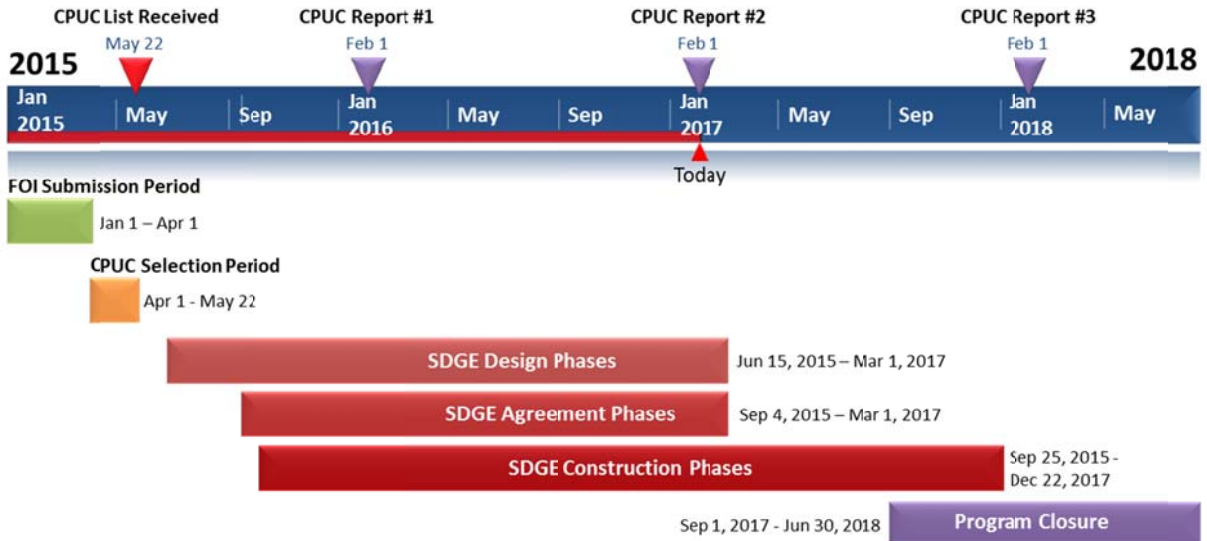 CPUC List Received
CPUC Report #1
CPUC Report #2
CPUC Report #3
May 22
Feb 1
Feb 1
Feb 1
2015
2018
Jan
2015
May
Sep
Jan
2016
May
Sep
Jan
2017
May
Sep
Jan
2018
May
Today
FOI Submission Period
Jan 1 – Apr 1
CPUC Selection Period
Apr 1 - May 22
SDGE Design Phases
Jun 15, 2015 – Mar 1, 2017
SDGE Agreement Phases
Sep 4, 2015 – Mar 1, 2017
SDGE Construction Phases
Sep 25, 2015 -
Dec 22, 2017
Sep 1, 2017 - Jun 30, 2018
Program Closure